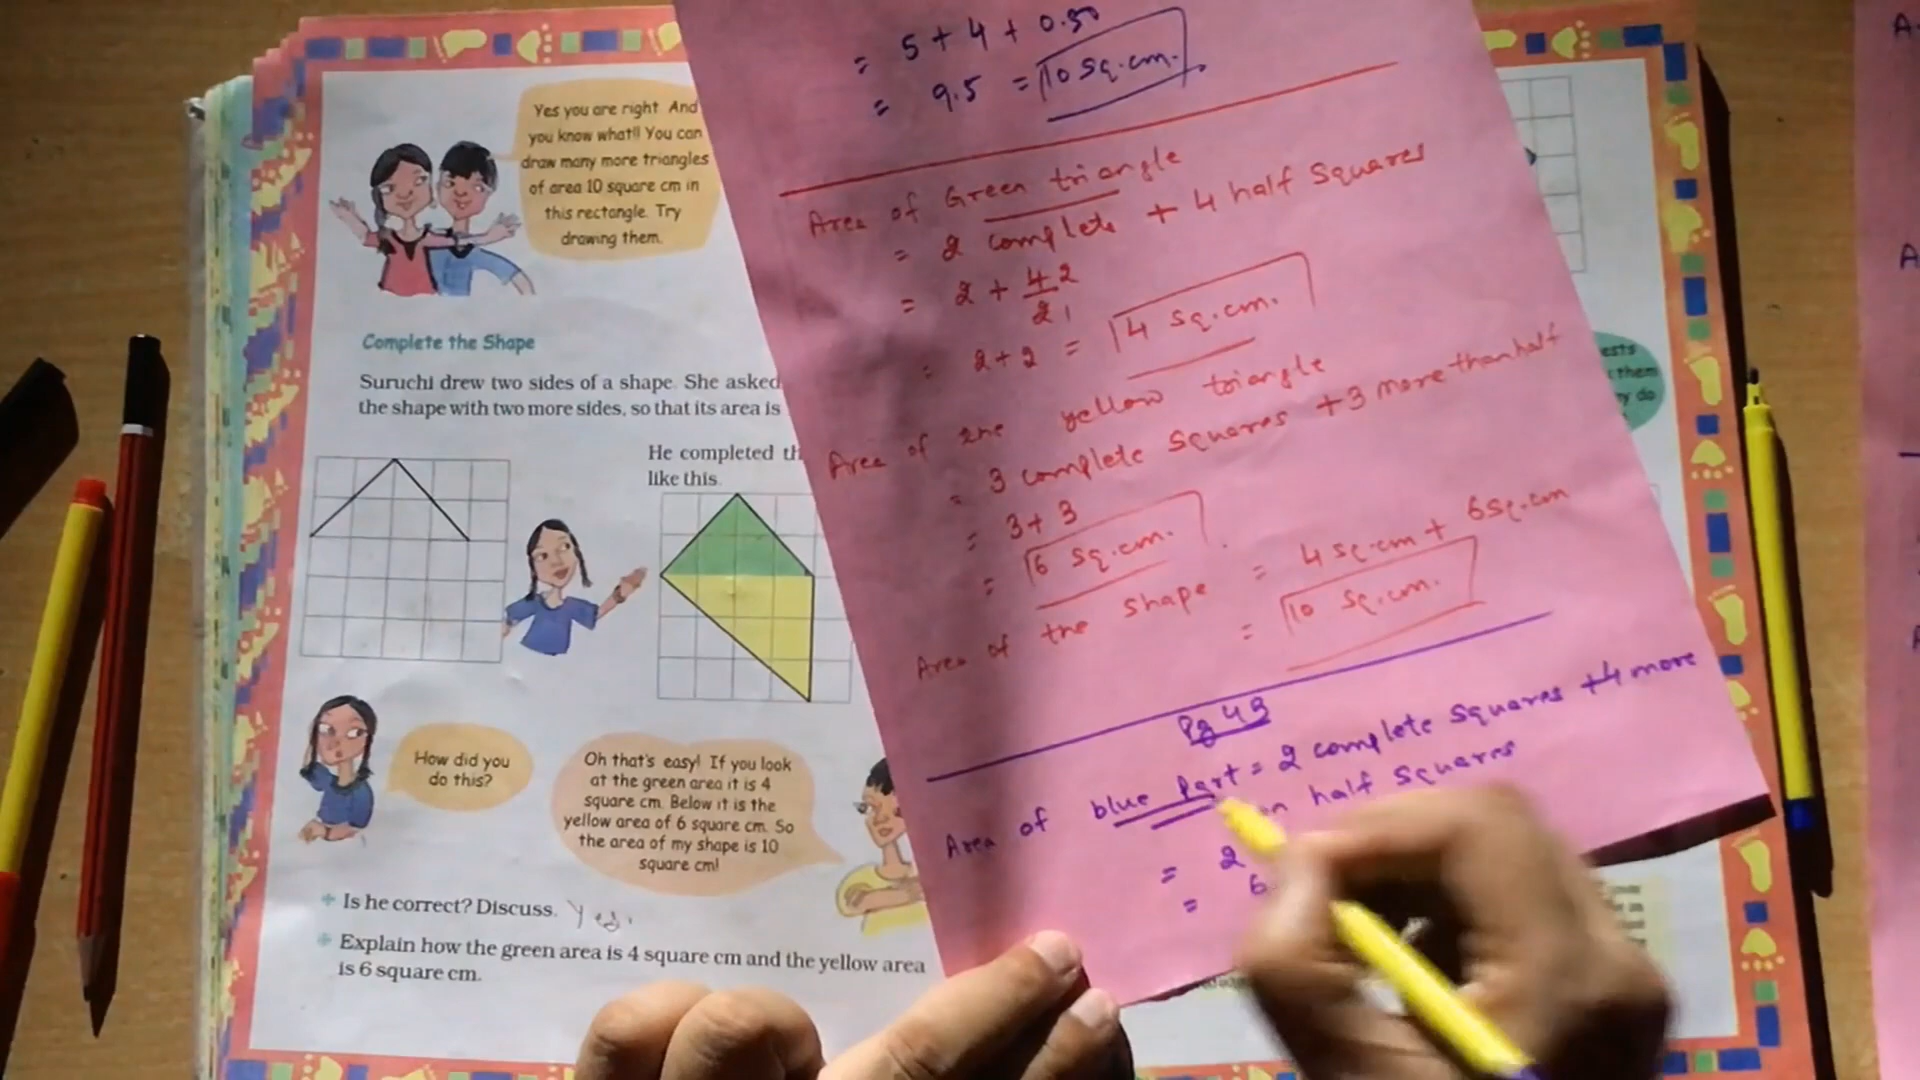 Yes you are right And
you know what!! You can
draw many more triangles
of area 10 square cm in
this rectangle. Try
drawing them.
Complete the Shape
Suruchi drew two sides of a shape. She asked
the shape with two more sides, so that its area is
He completed th
like this.
How did you
do this?
Oh that's easy! If you look
at the green area it is 4
square cm. Below it is the
yellow area of 6 square cm. So
the area of my shape is 10
square cm!
Is he correct? Discuss. Yes.
Explain how the green area is 4 square cm and the yellow area
is 6 square cm.
= 5 + 4 + 0.50
= 9.5 = 10 sq.cm.
Area of Green triangle
= 2 complete + 4 half squares
= 2 + 4 2
2 1
= 2 + 2 = 4 sq.cm.
Area of the yellow triangle
= 3 complete squares + 3 more than half
= 3 + 3
= 6 sq.cm.
Area of the shape = 4 sq.cm + 6 sq.cm
= 10 sq.cm.
Pg 49
Area of blue Part = 2 complete squares + 4 more
half squares
= 2
= 6
ests
them
y do